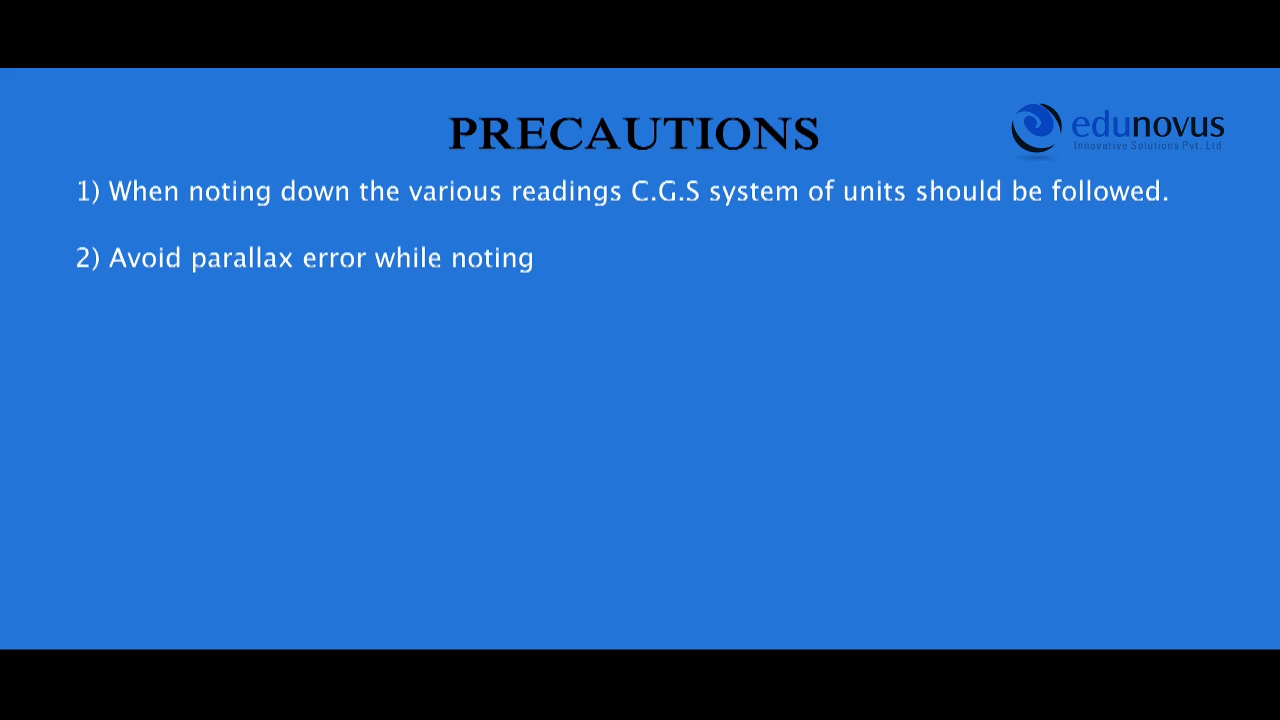 PRECAUTIONS
edunovus
Innovative Solutions Pvt. Ltd
1) When noting down the various readings C.G.S system of units should be followed.
2) Avoid parallax error while noting